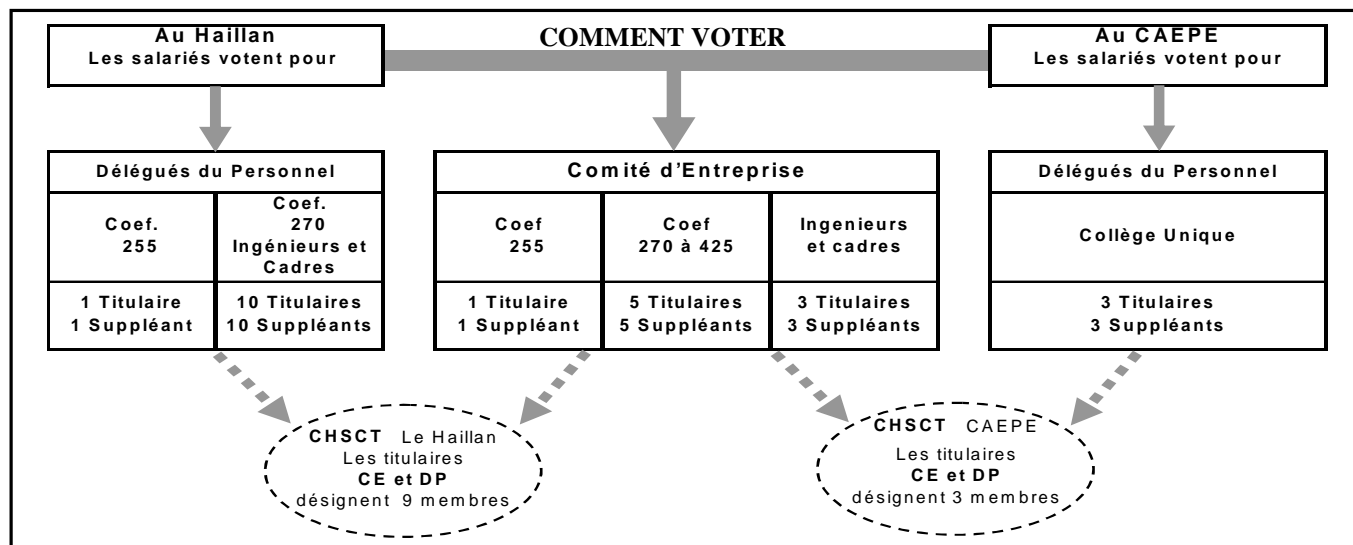 COMMENT VOTER
Au Haillan
Les salariés votent pour
Au CAEPE
Les salariés votent pour
Délégués du Personnel
Coef.
255
Coef.
270
Ingénieurs et
Cadres
1 Titulaire
1 Suppléant
10 Titulaires
10 Suppléants
Comité d'Entreprise
Coef
255
Coef
270 à 425
Ingenieurs
et cadres
1 Titulaire
1 Suppléant
5 Titulaires
5 Suppléants
3 Titulaires
3 Suppléants
Délégués du Personnel
Collège Unique
3 Titulaires
3 Suppléants
CHSCT Le Haillan
Les titulaires
CE et DP
désignent 9 membres
CHSCT CAEPE
Les titulaires
CE et DP
désignent 3 membres